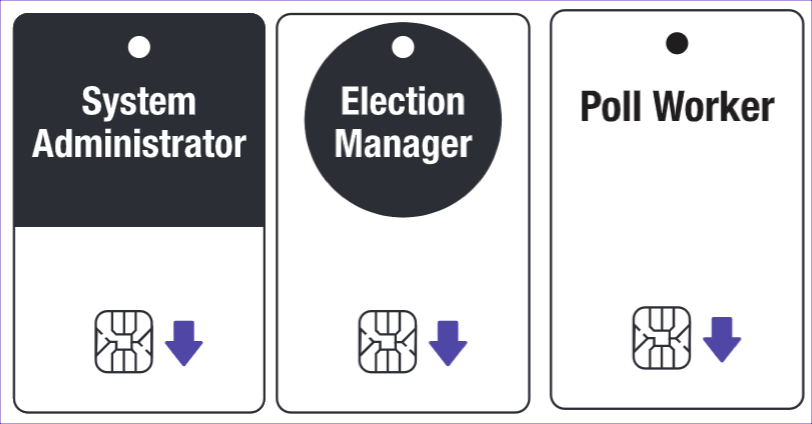 System
Administrator
Election
Manager
Poll Worker